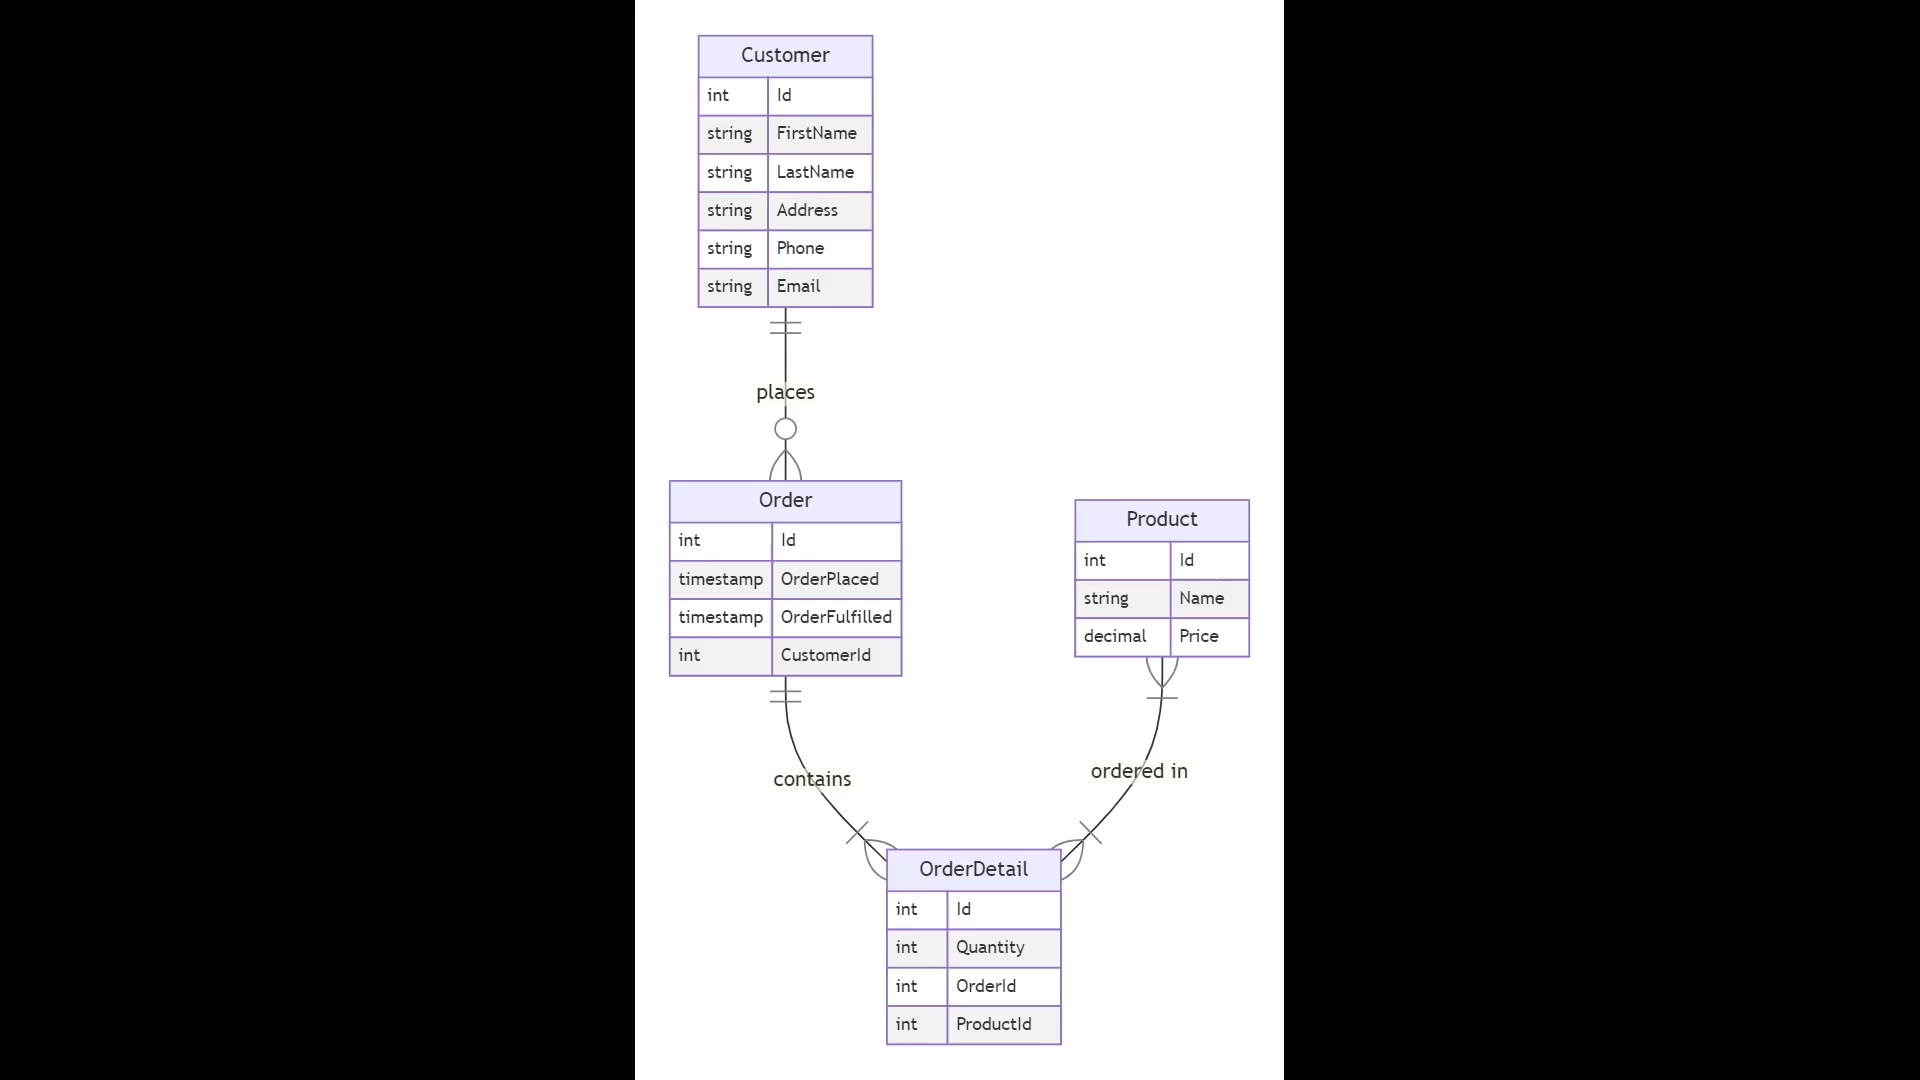 Customer
int Id
string FirstName
string LastName
string Address
string Phone
string Email
places
Order
int Id
timestamp OrderPlaced
timestamp OrderFulfilled
int CustomerId
Product
int Id
string Name
decimal Price
contains
ordered in
OrderDetail
int Id
int Quantity
int OrderId
int ProductId